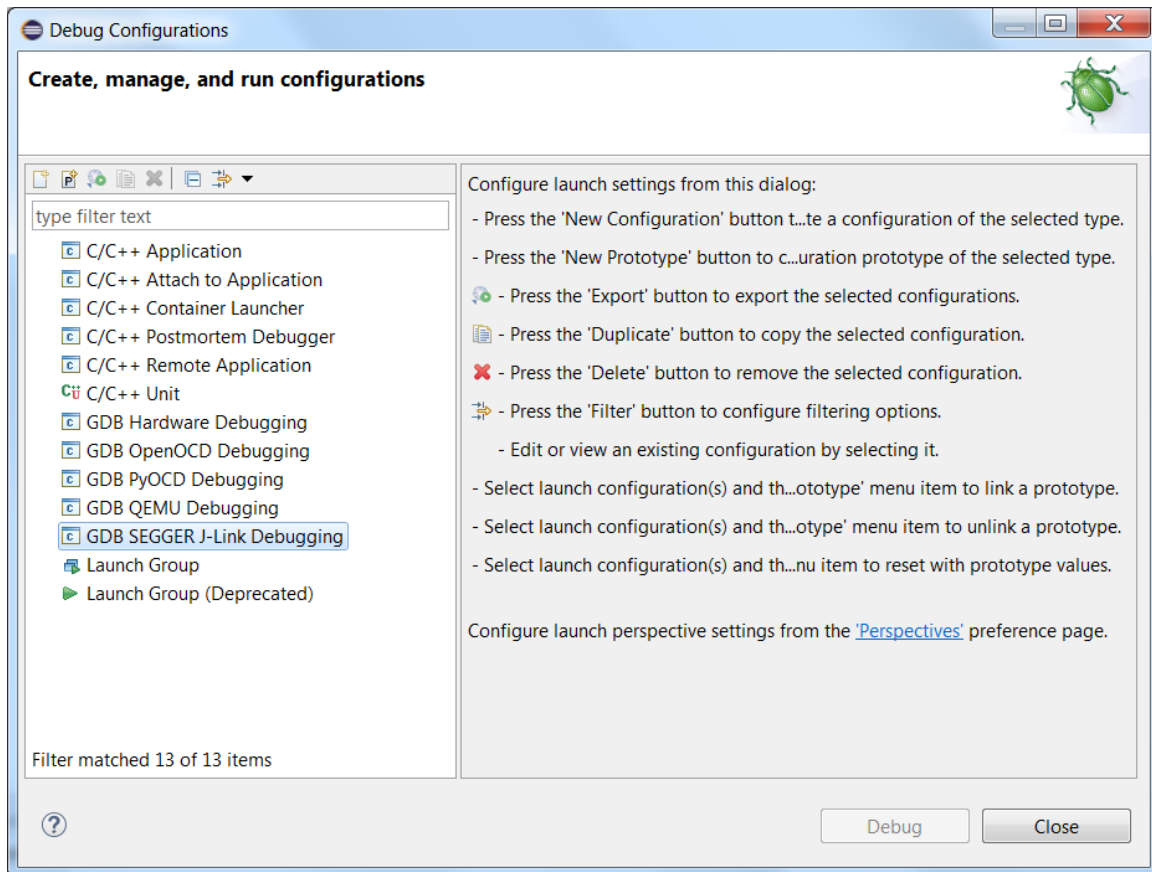 Debug Configurations
Create, manage, and run configurations
type filter text
C/C++ Application
C/C++ Attach to Application
C/C++ Container Launcher
C/C++ Postmortem Debugger
C/C++ Remote Application
C/C++ Unit
GDB Hardware Debugging
GDB OpenOCD Debugging
GDB PyOCD Debugging
GDB QEMU Debugging
GDB SEGGER J-Link Debugging
Launch Group
Launch Group (Deprecated)
Filter matched 13 of 13 items
Configure launch settings from this dialog:
- Press the 'New Configuration' button t...te a configuration of the selected type.
- Press the 'New Prototype' button to c...uration prototype of the selected type.
- Press the 'Export' button to export the selected configurations.
- Press the 'Duplicate' button to copy the selected configuration.
- Press the 'Delete' button to remove the selected configuration.
- Press the 'Filter' button to configure filtering options.
- Edit or view an existing configuration by selecting it.
- Select launch configuration(s) and th...ototype' menu item to link a prototype.
- Select launch configuration(s) and th...otype' menu item to unlink a prototype.
- Select launch configuration(s) and th...nu item to reset with prototype values.
Configure launch perspective settings from the 'Perspectives' preference page.
Debug
Close